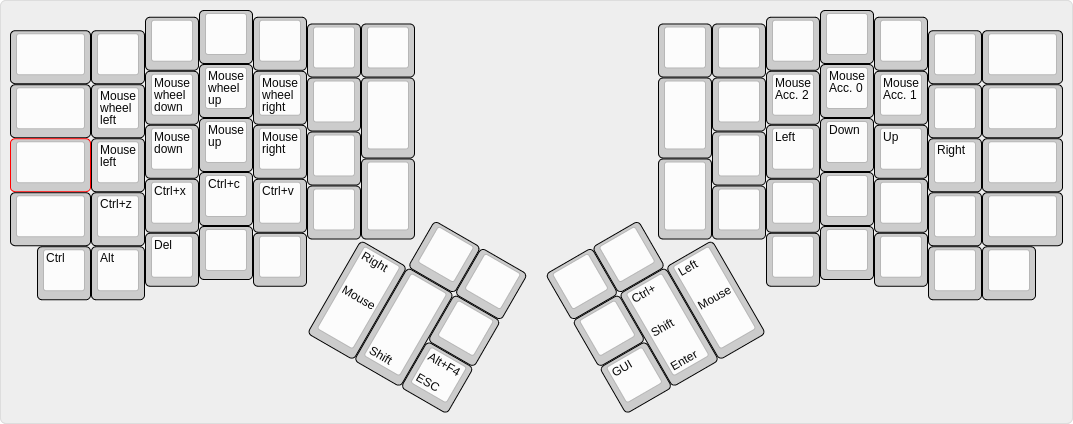 Mouse
wheel
left
Mouse
wheel
down
Mouse
wheel
up
Mouse
wheel
right
Mouse
Acc. 2
Mouse
Acc. 0
Mouse
Acc. 1
Mouse
left
Mouse
down
Mouse
up
Mouse
right
Left
Down
Up
Right
Ctrl+z
Ctrl+x
Ctrl+c
Ctrl+v
Ctrl
Alt
Del
Right
Mouse
Shift
Alt+F4
ESC
GUI
Ctrl+
Shift
Enter
Left
Mouse